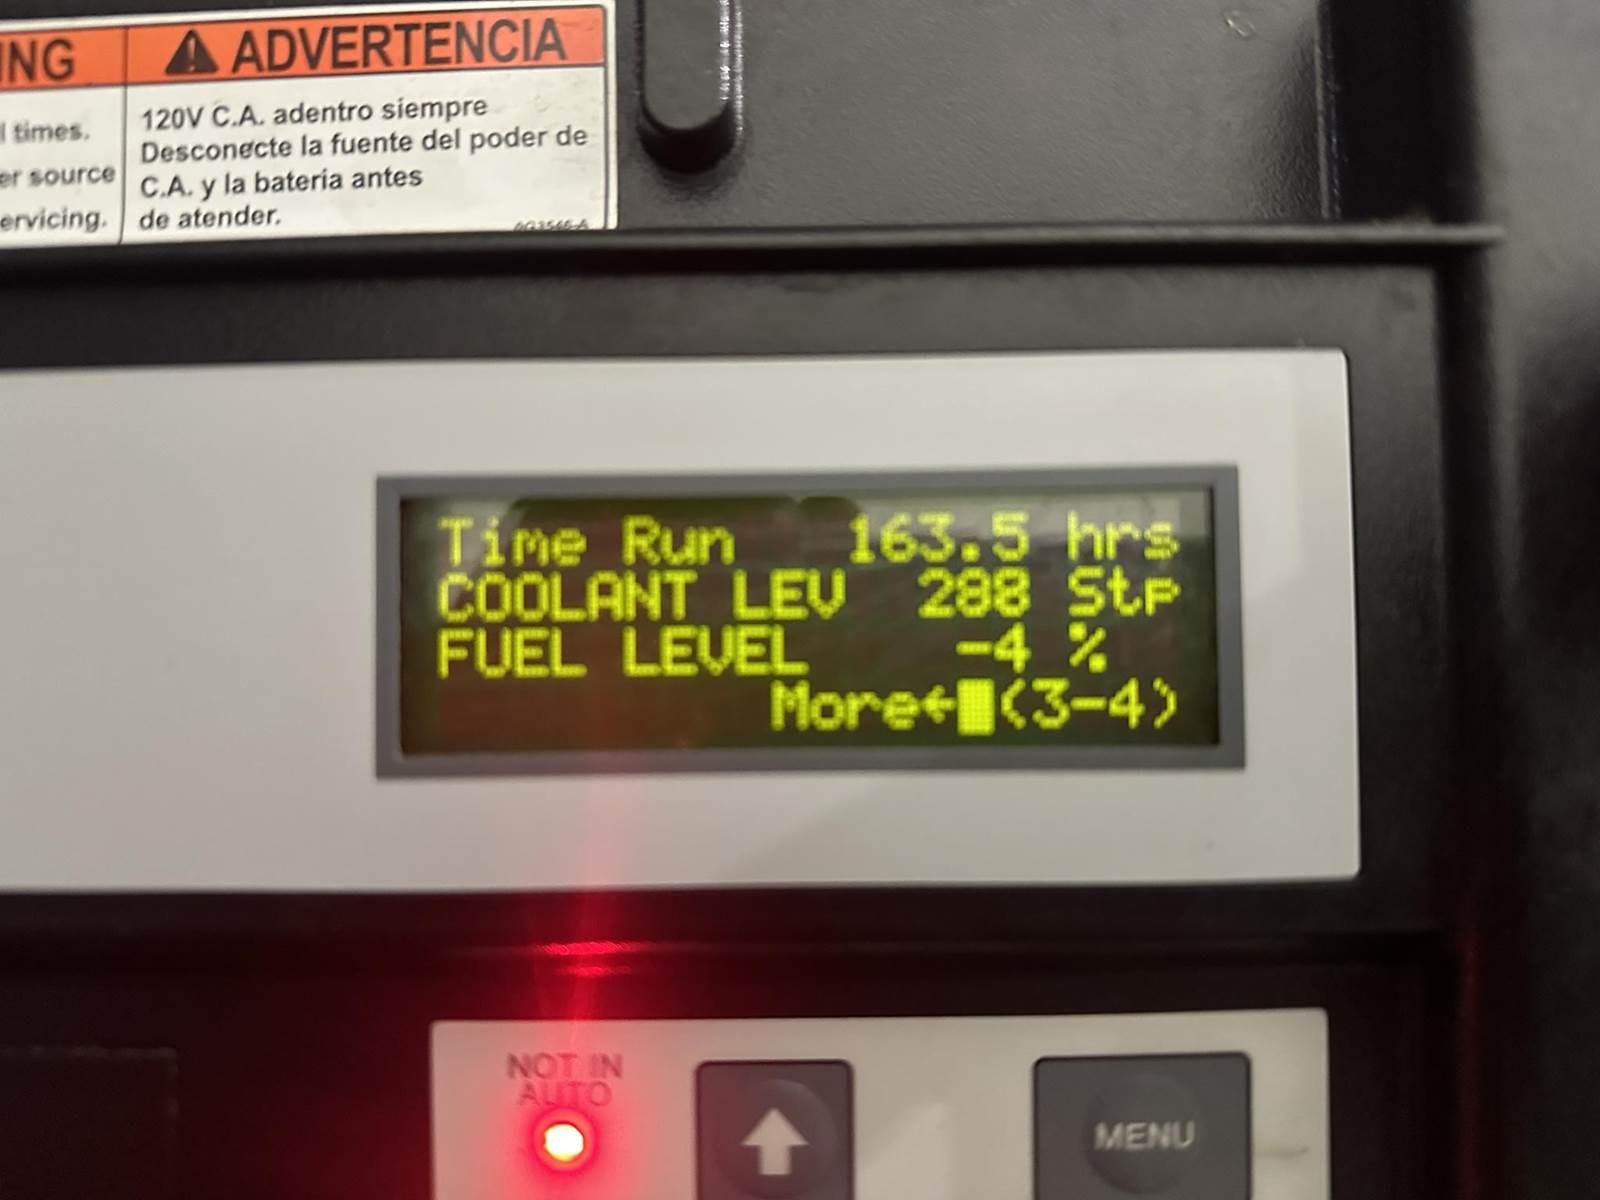 ING
⚠ ADVERTENCIA
l times.
er source
ervicing.
120V C.A. adentro siempre
Desconecte la fuente del poder de
C.A. y la bateria antes
de atender.
Time Run 163.5 hrs
COOLANT LEV 288 Stp
FUEL LEVEL -4 %
More←█(3-4)
NOT IN
AUTO
MENU